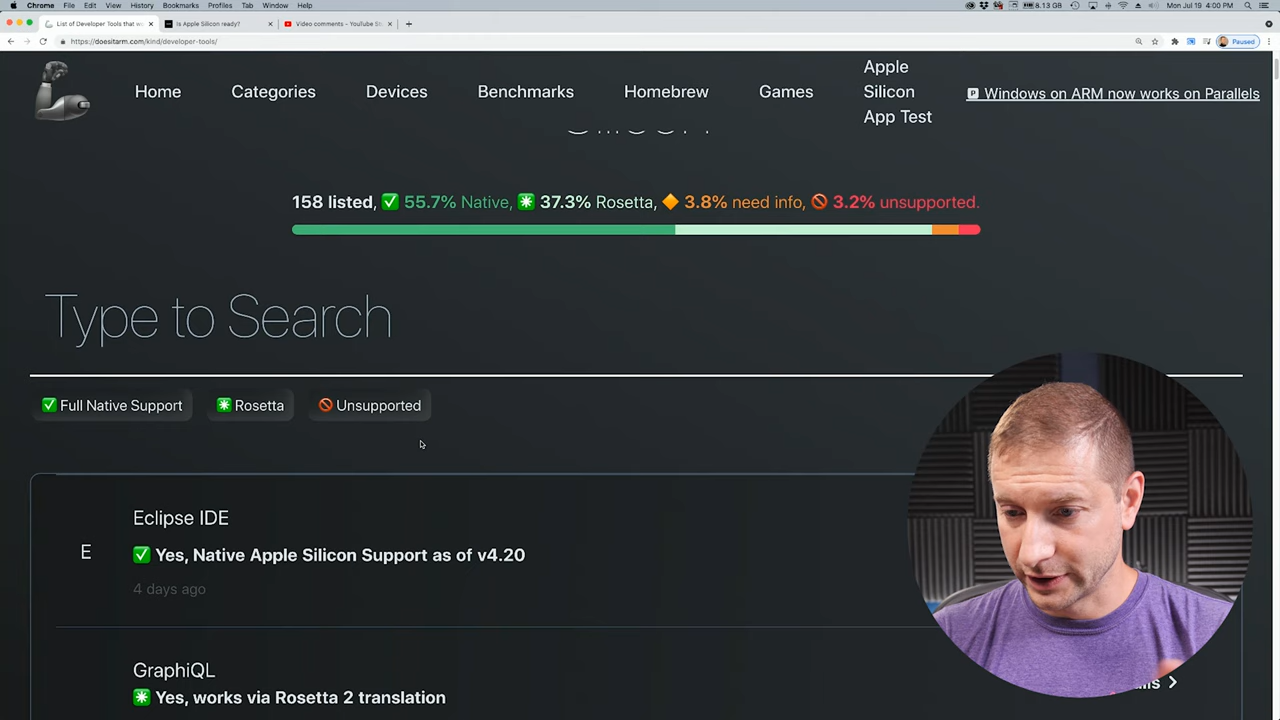 Chrome File Edit View History Bookmarks Profiles Tab Window Help
8.13 GB Mon Jul 19 4:00 PM
List of Developer Tools that wo
Is Apple Silicon ready?
Video comments - YouTube St
https://doesitarm.com/kind/developer-tools/
Paused
Home
Categories
Devices
Benchmarks
Homebrew
Games
Apple
Silicon
App Test
Windows on ARM now works on Parallels
158 listed, ✅ 55.7% Native, ✳️ 37.3% Rosetta, 🔶 3.8% need info, 🚫 3.2% unsupported.
Type to Search
✅ Full Native Support
✳️ Rosetta
🚫 Unsupported
Eclipse IDE
E
✅ Yes, Native Apple Silicon Support as of v4.20
4 days ago
GraphiQL
✳️ Yes, works via Rosetta 2 translation